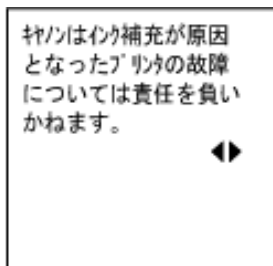 ｷﾔﾉﾝはｲﾝｸ補充が原因
となったﾌﾟﾘﾝﾀの故障
については責任を負い
かねます。